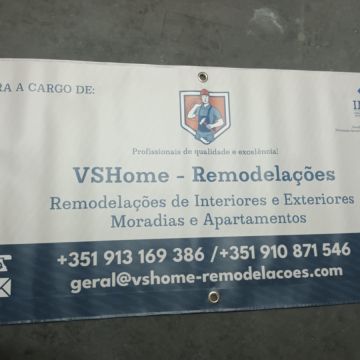 RA A CARGO DE:
Profissionais de qualidade e excelência!
VSHome - Remodelações
Remodelações de Interiores e Exteriores
Moradias e Apartamentos
+351 913 169 386 /+351 910 871 546
geral@vshome-remodelacoes.com